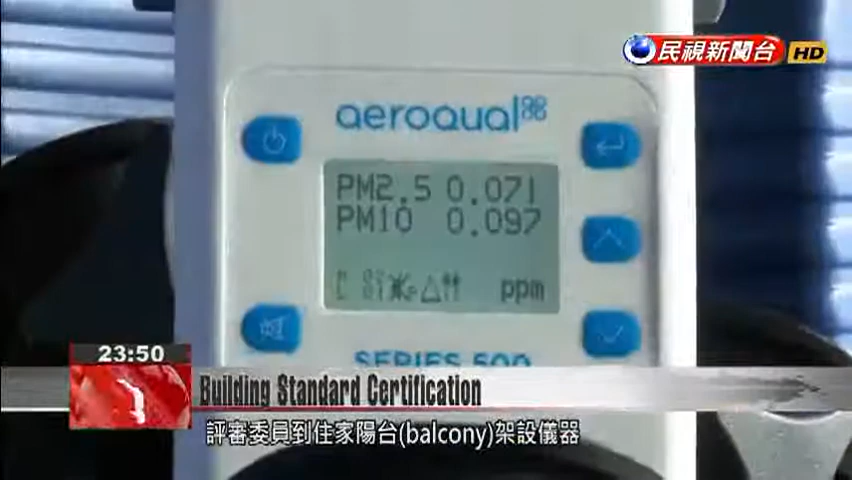 民視新聞台 HD
aeroqual
PM2.5 0.071
PM10 0.097
ppm
SERIES 500
23:50
Building Standard Certification
評審委員到住家陽台(balcony)架設儀器